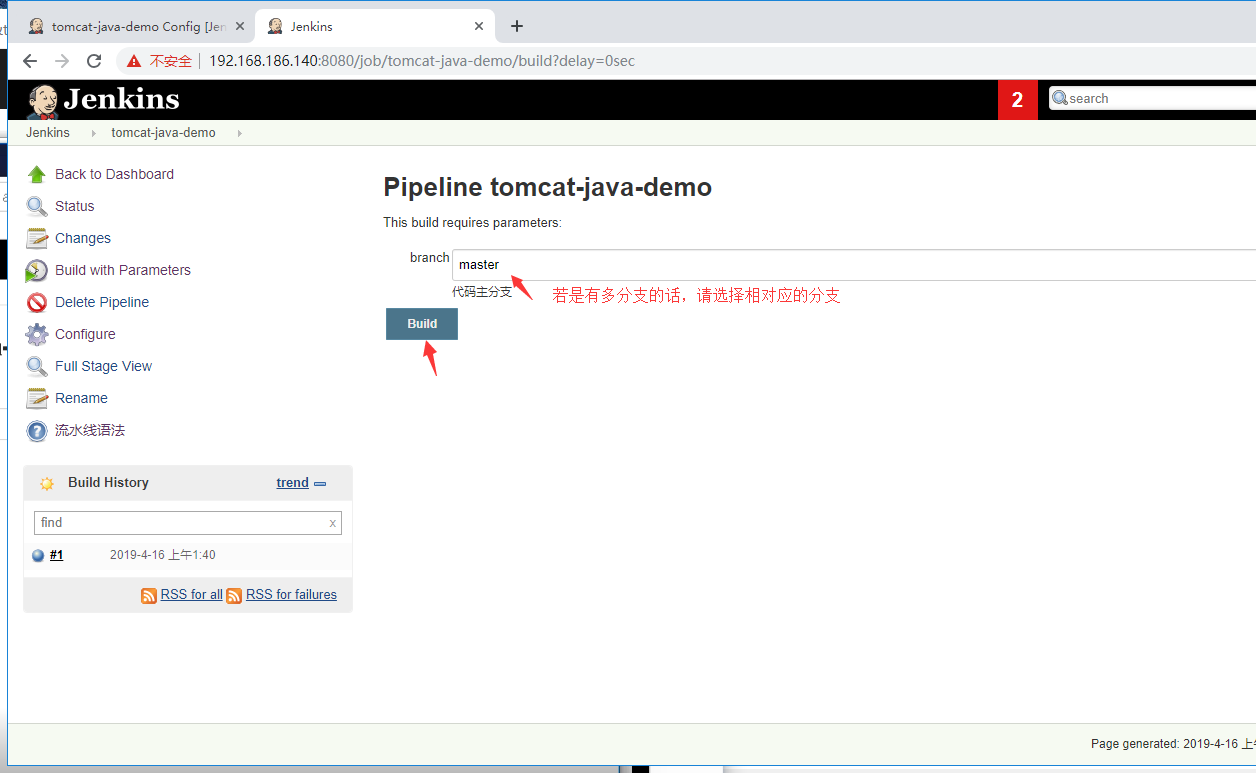 tomcat-java-demo Config [Jen
Jenkins
不安全 192.168.186.140:8080/job/tomcat-java-demo/build?delay=0sec
Jenkins
2
search
Jenkins tomcat-java-demo
Back to Dashboard
Status
Changes
Build with Parameters
Delete Pipeline
Configure
Full Stage View
Rename
流水线语法
Build History trend
find x
#1 2019-4-16 上午1:40
RSS for all RSS for failures
Pipeline tomcat-java-demo
This build requires parameters:
branch master
代码主分支
若是有多分支的话，请选择相对应的分支
Build
Page generated: 2019-4-16 上